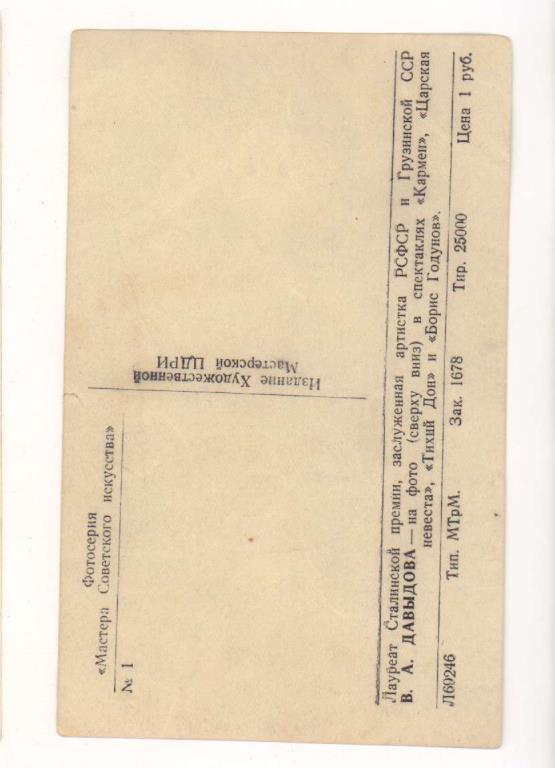 Фотосерия
«Мастера Советского искусства»
№ 1
Издание Художественной
Мастерской ЦДРИ
Лауреат Сталинской премии, заслуженная артистка РСФСР и Грузинской ССР
В. А. ДАВЫДОВА — на фото (сверху вниз) в спектаклях «Кармен», «Царская
невеста», «Тихий Дон» и «Борис Годунов».
Л69246 Тип. МТрМ. Зак. 1678 Тир. 25000 Цена 1 руб.